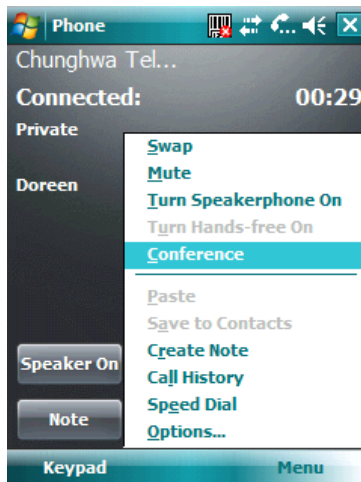 Phone
Chunghwa Tel...
Connected: 00:29
Private
Doreen
Swap
Mute
Turn Speakerphone On
Turn Hands-free On
Conference
Paste
Save to Contacts
Create Note
Call History
Speed Dial
Options...
Speaker On
Note
Keypad Menu